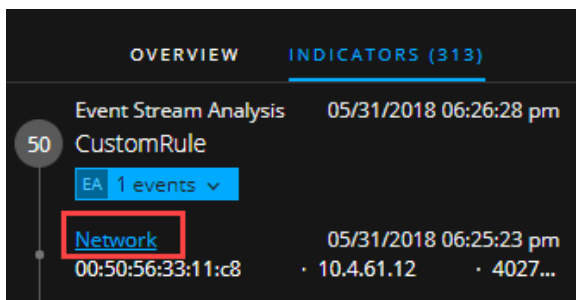 OVERVIEW INDICATORS (313)
Event Stream Analysis 05/31/2018 06:26:28 pm
50 CustomRule
EA 1 events
Network 05/31/2018 06:25:23 pm
00:50:56:33:11:c8 · 10.4.61.12 · 4027...